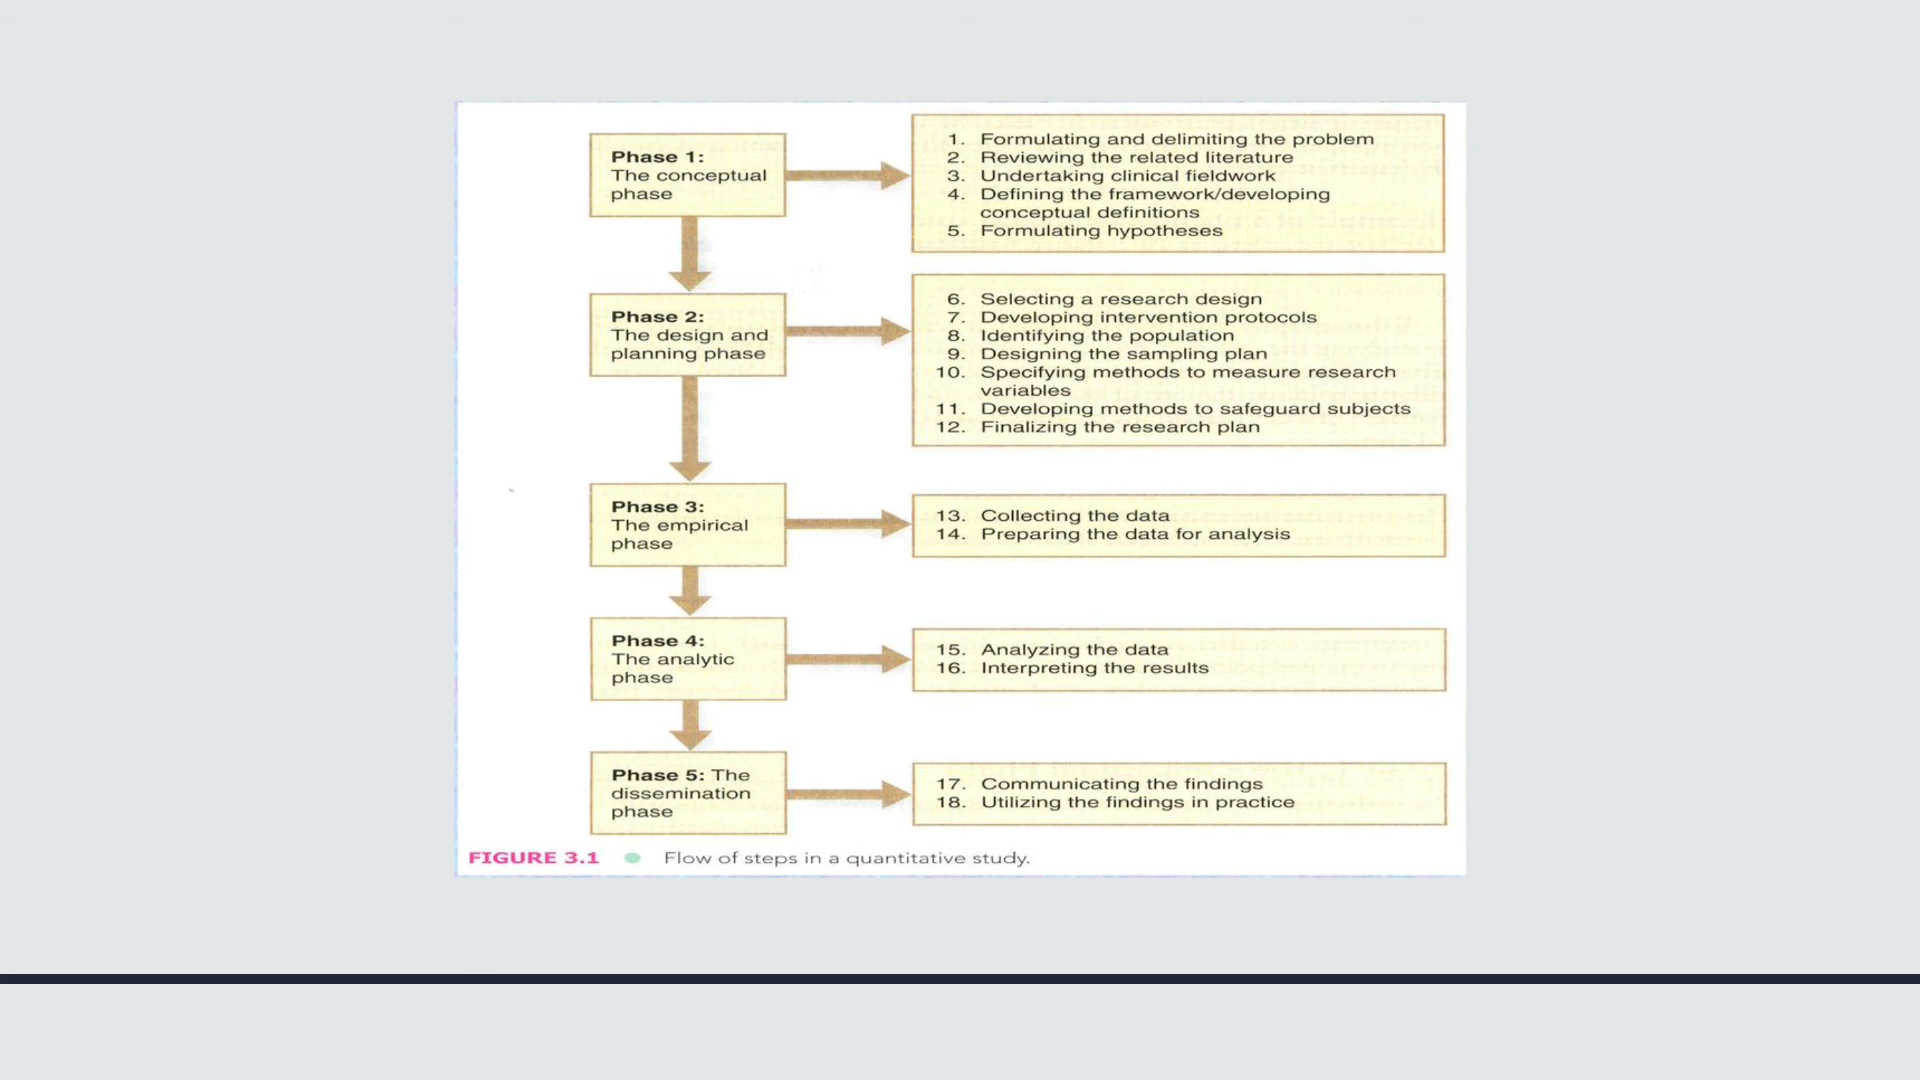 Phase 1:
The conceptual
phase
1. Formulating and delimiting the problem
2. Reviewing the related literature
3. Undertaking clinical fieldwork
4. Defining the framework/developing
conceptual definitions
5. Formulating hypotheses
Phase 2:
The design and
planning phase
6. Selecting a research design
7. Developing intervention protocols
8. Identifying the population
9. Designing the sampling plan
10. Specifying methods to measure research
variables
11. Developing methods to safeguard subjects
12. Finalizing the research plan
Phase 3:
The empirical
phase
13. Collecting the data
14. Preparing the data for analysis
Phase 4:
The analytic
phase
15. Analyzing the data
16. Interpreting the results
Phase 5: The
dissemination
phase
17. Communicating the findings
18. Utilizing the findings in practice
FIGURE 3.1 Flow of steps in a quantitative study.